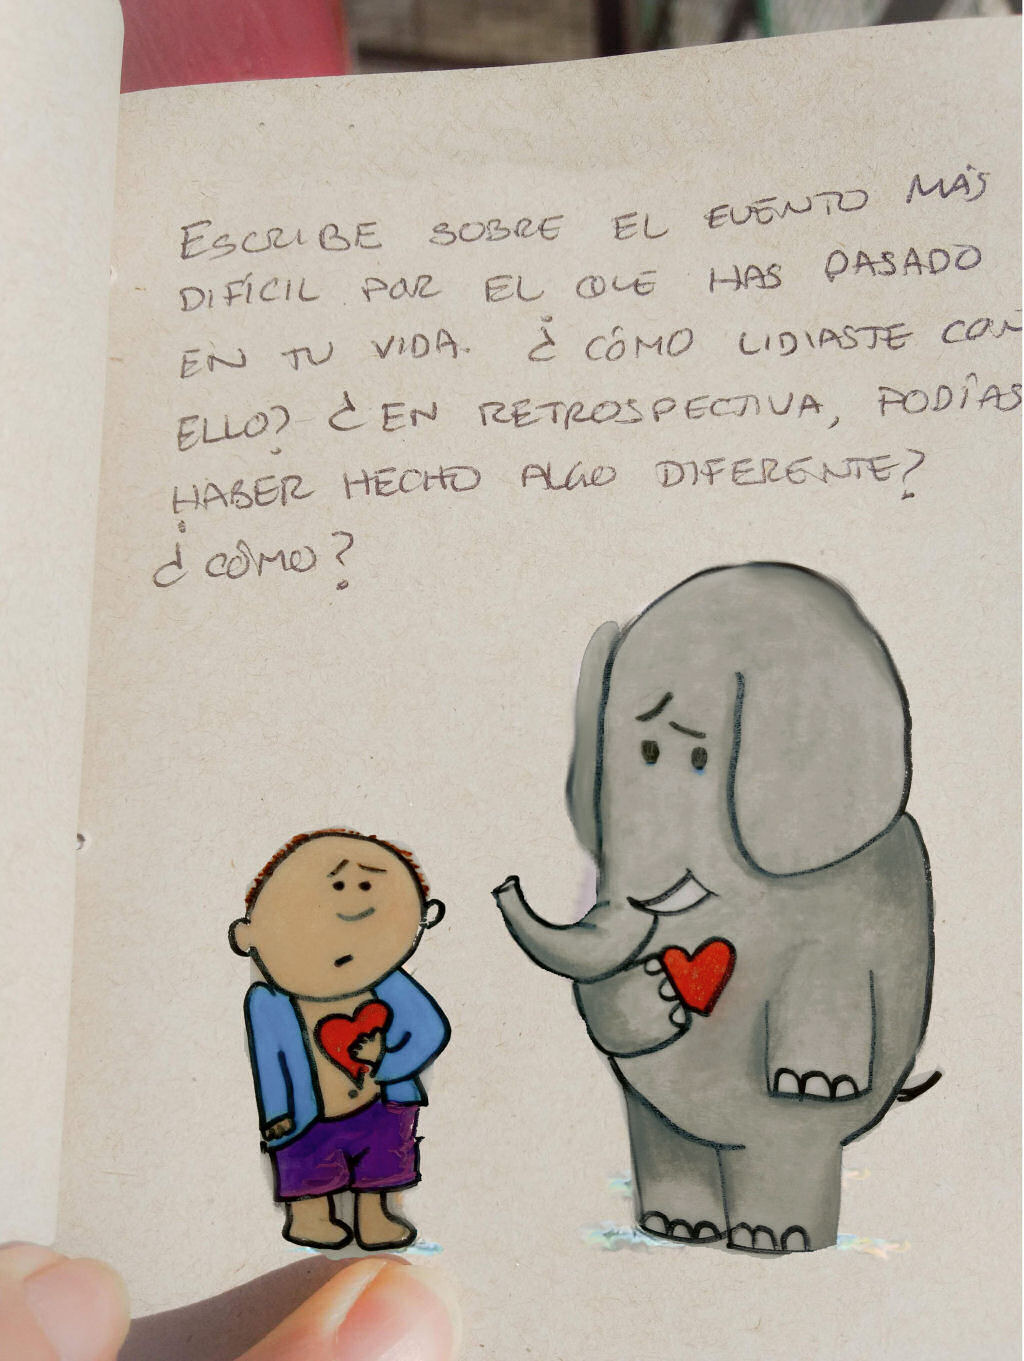 ESCRIBE SOBRE EL EVENTO MÁS
DIFÍCIL POR EL QUE HAS PASADO
EN TU VIDA. ¿CÓMO LIDIASTE CON
ELLO? ¿EN RETROSPECTIVA, PODÍAS
HABER HECHO ALGO DIFERENTE?
¿CÓMO?